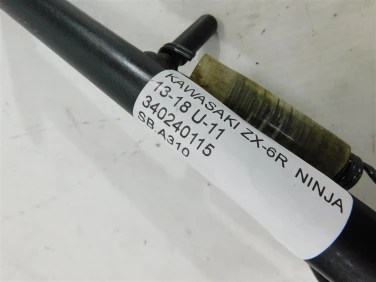 KAWASAKI ZX-6R NINJA
13-18 U-11
340240115
SB.A310